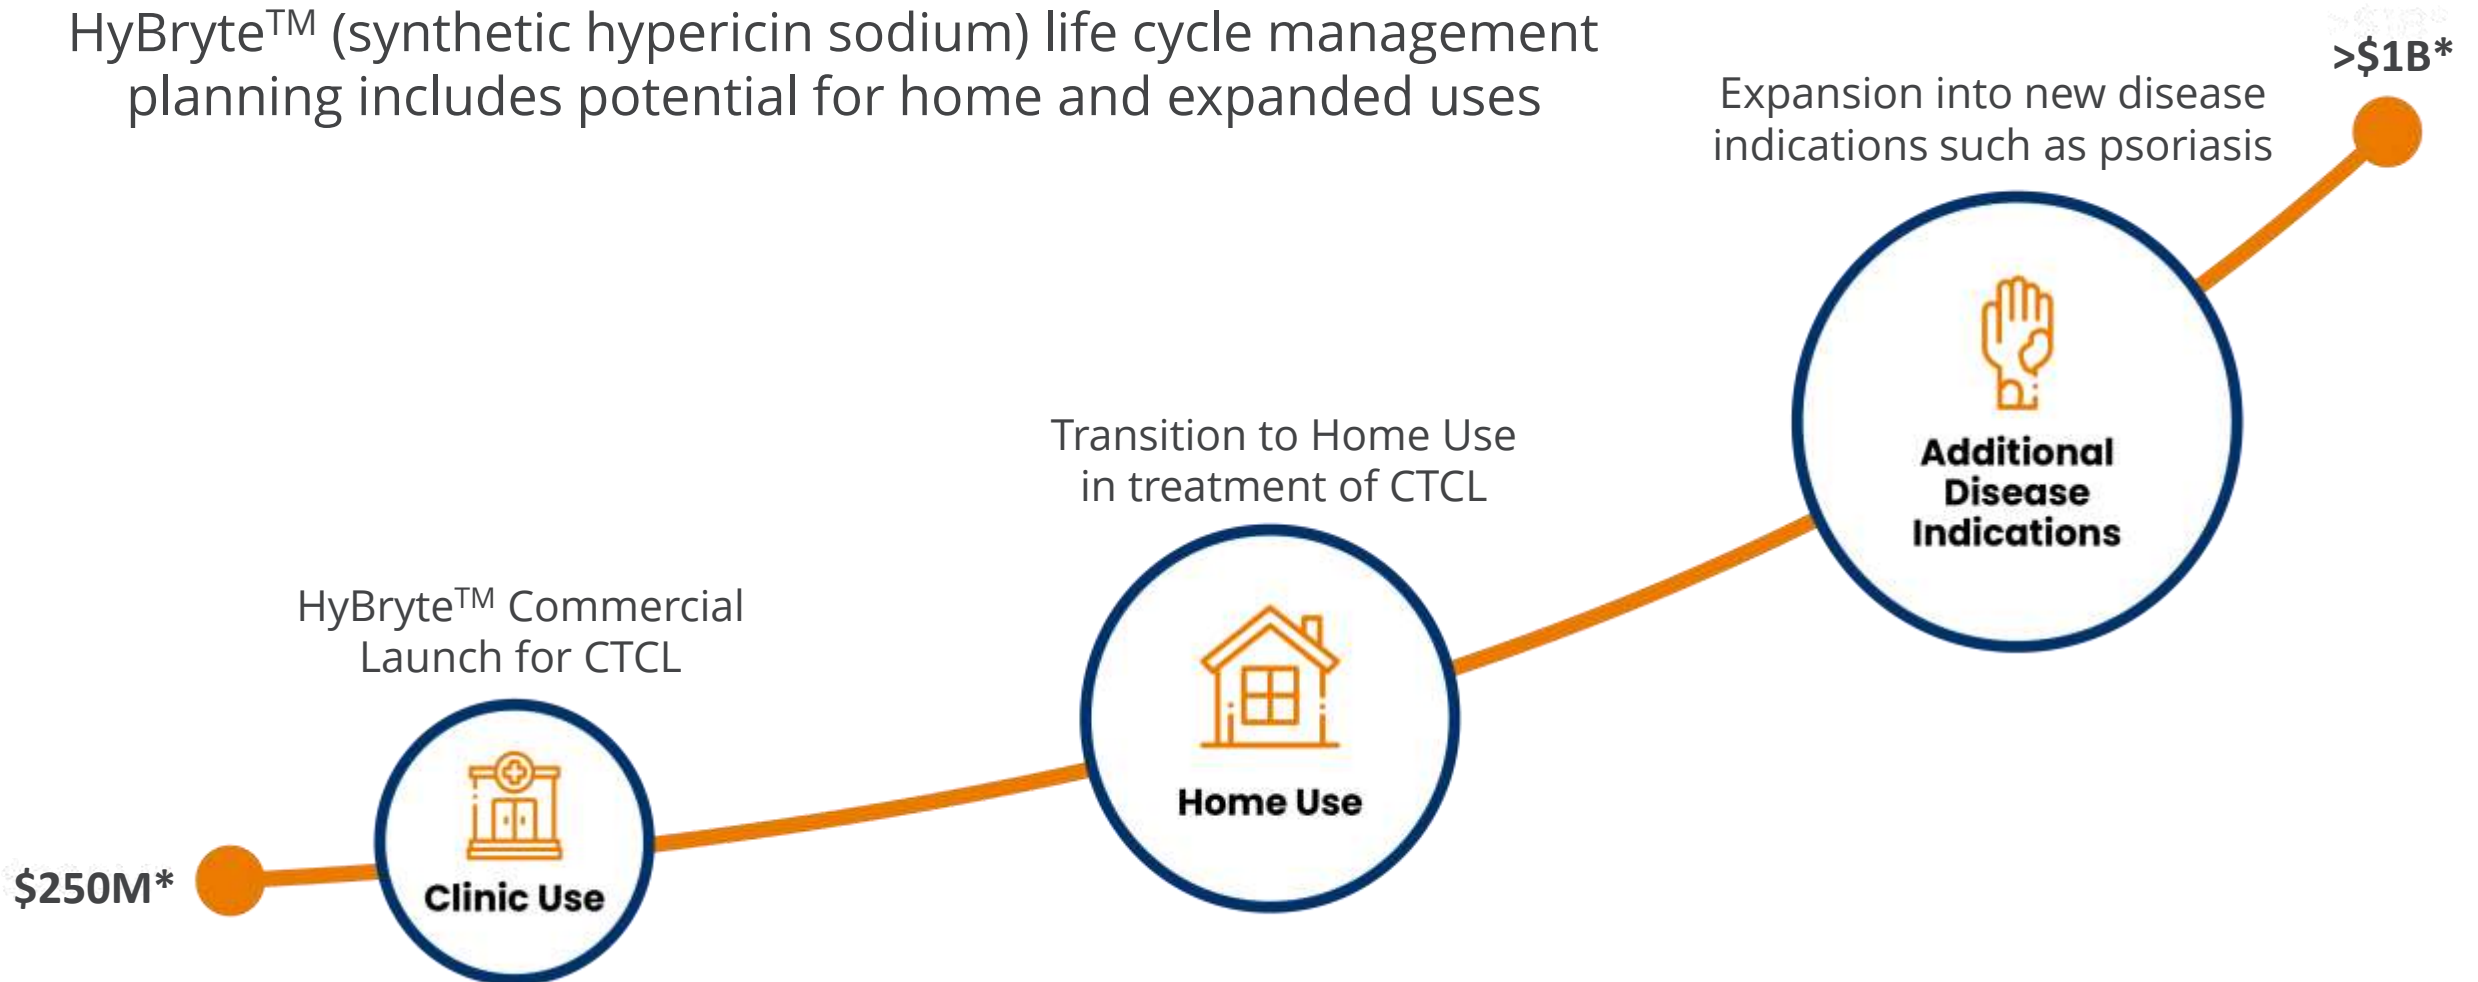 HyBryte™ (synthetic hypericin sodium) life cycle management
planning includes potential for home and expanded uses
>$1B*
Expansion into new disease
indications such as psoriasis
Additional
Disease
Indications
Transition to Home Use
in treatment of CTCL
Home Use
HyBryte™ Commercial
Launch for CTCL
Clinic Use
$250M*